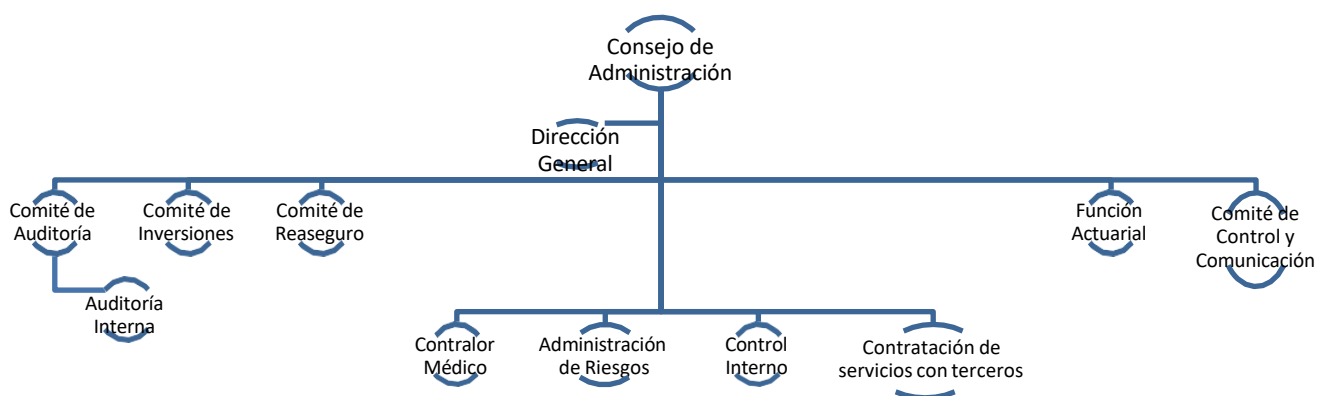 Consejo de
Administración
Dirección
General
Comité de
Auditoría
Comité de
Inversiones
Comité de
Reaseguro
Función
Actuarial
Comité de
Control y
Comunicación
Auditoría
Interna
Contralor
Médico
Administración
de Riesgos
Control
Interno
Contratación de
servicios con terceros